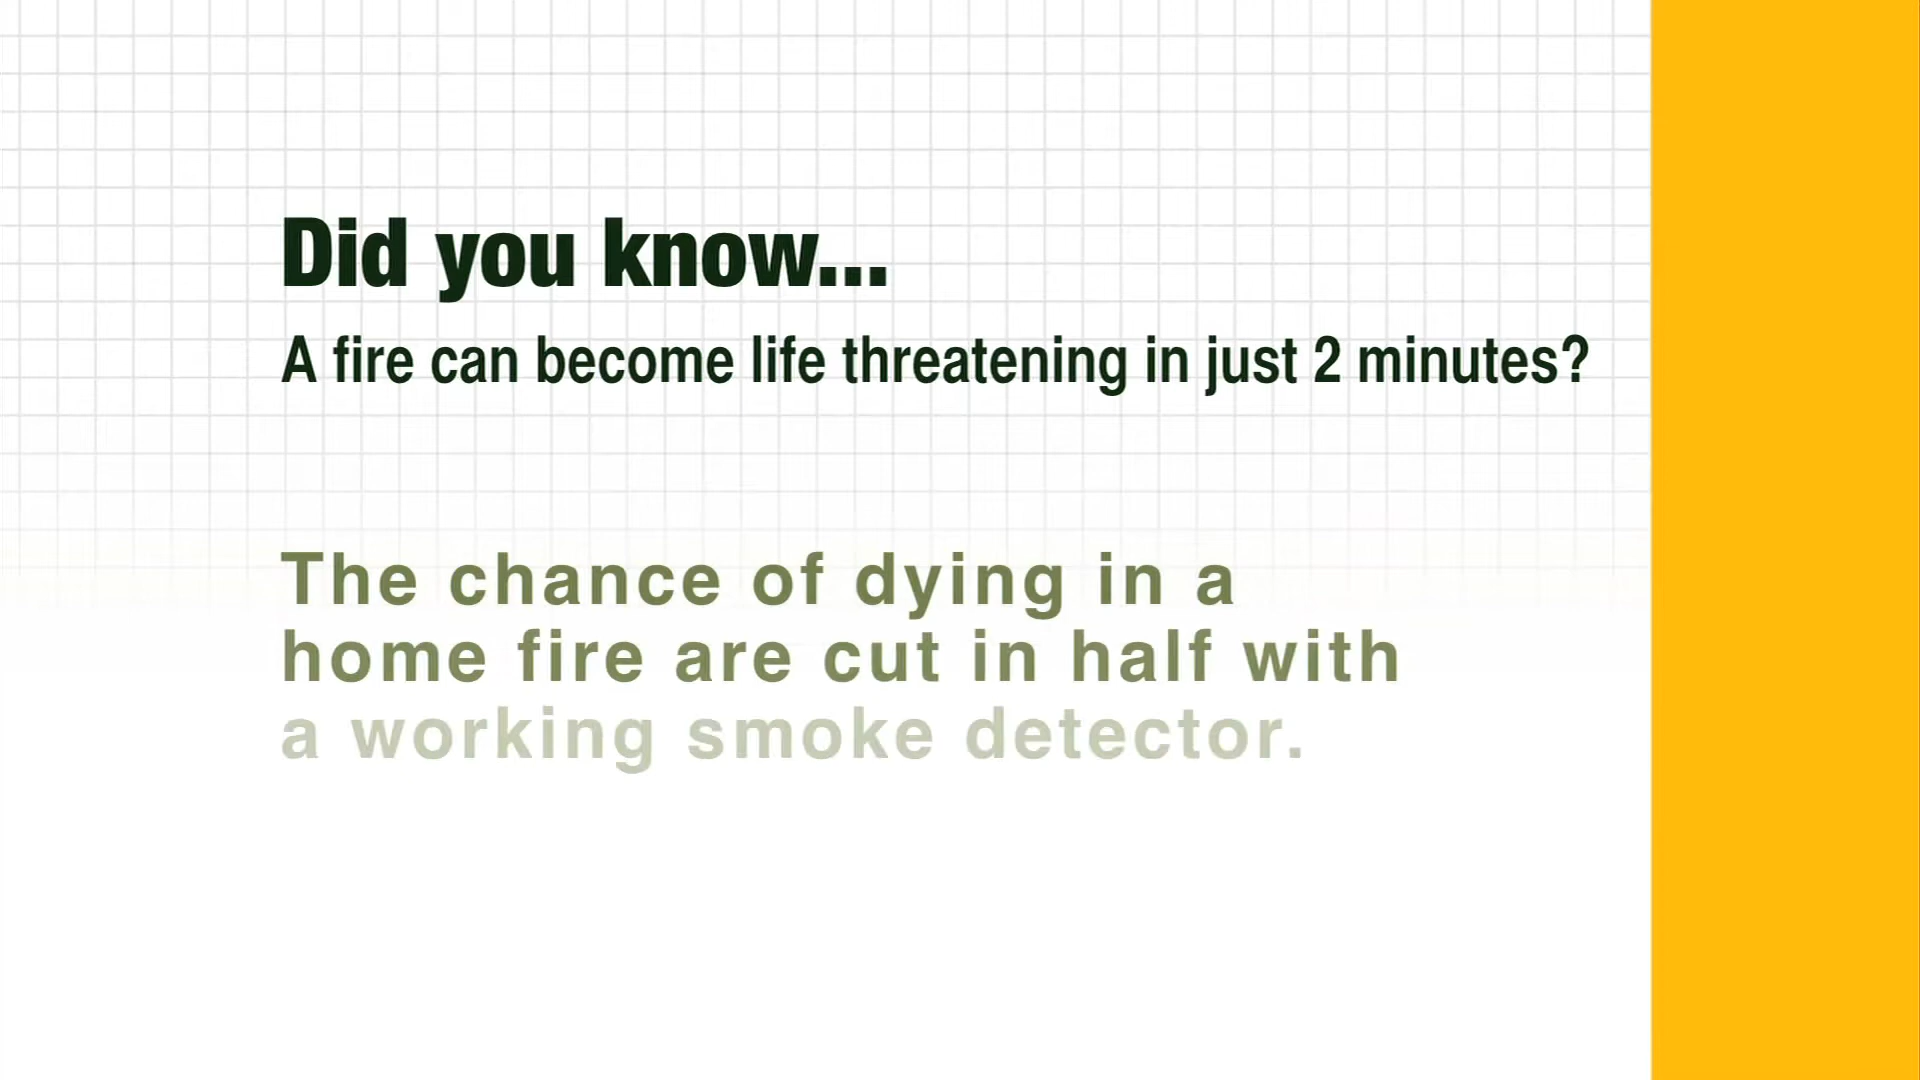 Did you know...
A fire can become life threatening in just 2 minutes?
The chance of dying in a
home fire are cut in half with
a working smoke detector.